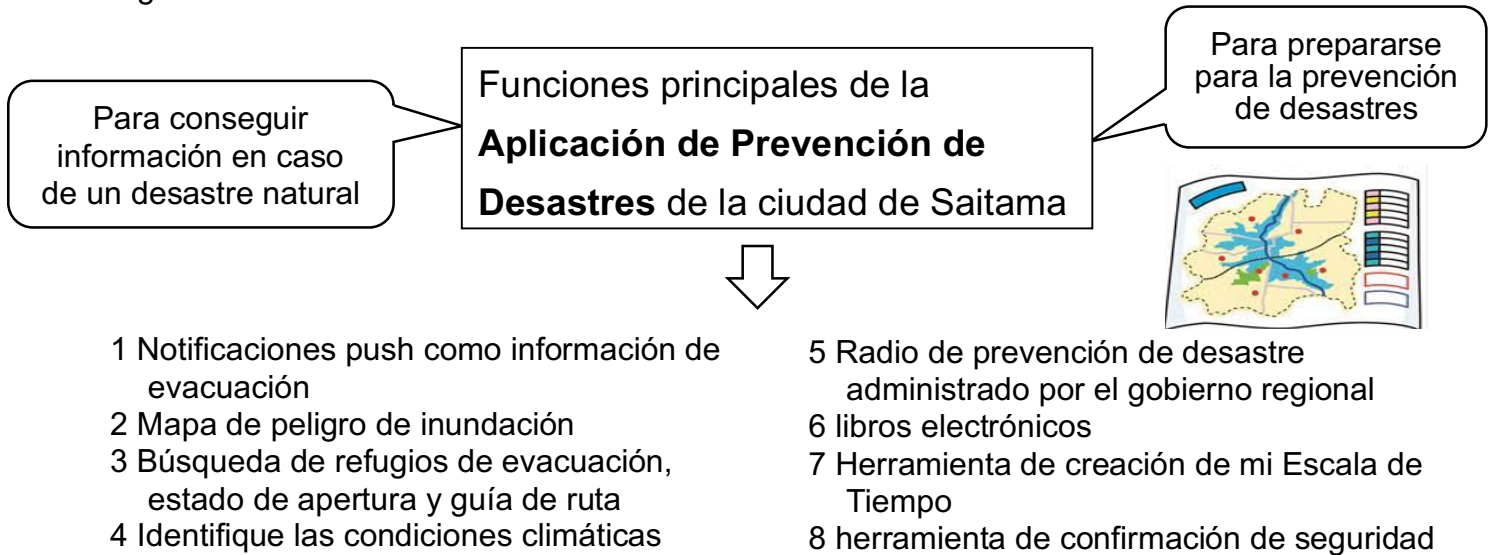 Para conseguir
información en caso
de un desastre natural
Funciones principales de la
Aplicación de Prevención de
Desastres de la ciudad de Saitama
Para prepararse
para la prevención
de desastres
1 Notificaciones push como información de
evacuación
2 Mapa de peligro de inundación
3 Búsqueda de refugios de evacuación,
estado de apertura y guía de ruta
4 Identifique las condiciones climáticas
5 Radio de prevención de desastre
administrado por el gobierno regional
6 libros electrónicos
7 Herramienta de creación de mi Escala de
Tiempo
8 herramienta de confirmación de seguridad